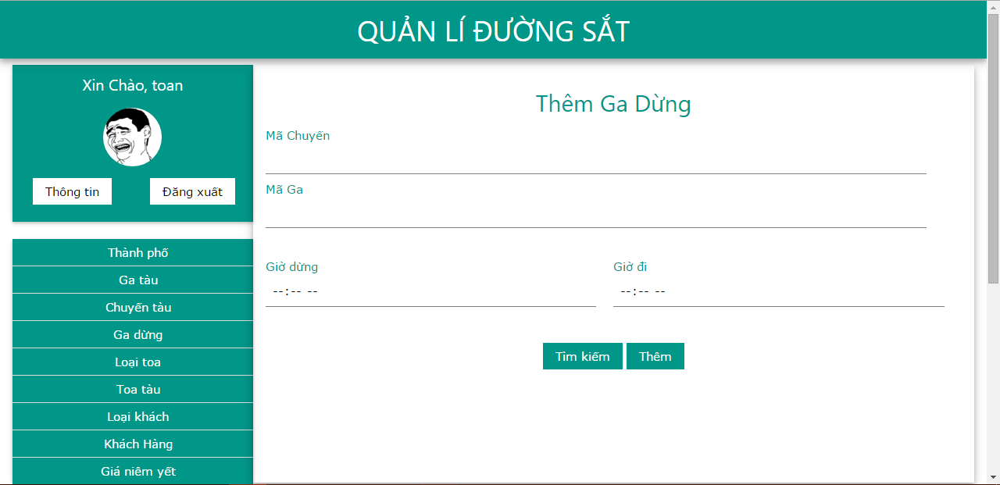 QUẢN LÍ ĐƯỜNG SẮT
Xin Chào, toan
Thông tin
Đăng xuất
Thành phố
Ga tàu
Chuyến tàu
Ga dừng
Loại toa
Toa tàu
Loại khách
Khách Hàng
Giá niêm yết
Thêm Ga Dừng
Mã Chuyến
Mã Ga
Giờ dừng
Giờ đi
--:-- --
--:-- --
Tìm kiếm
Thêm